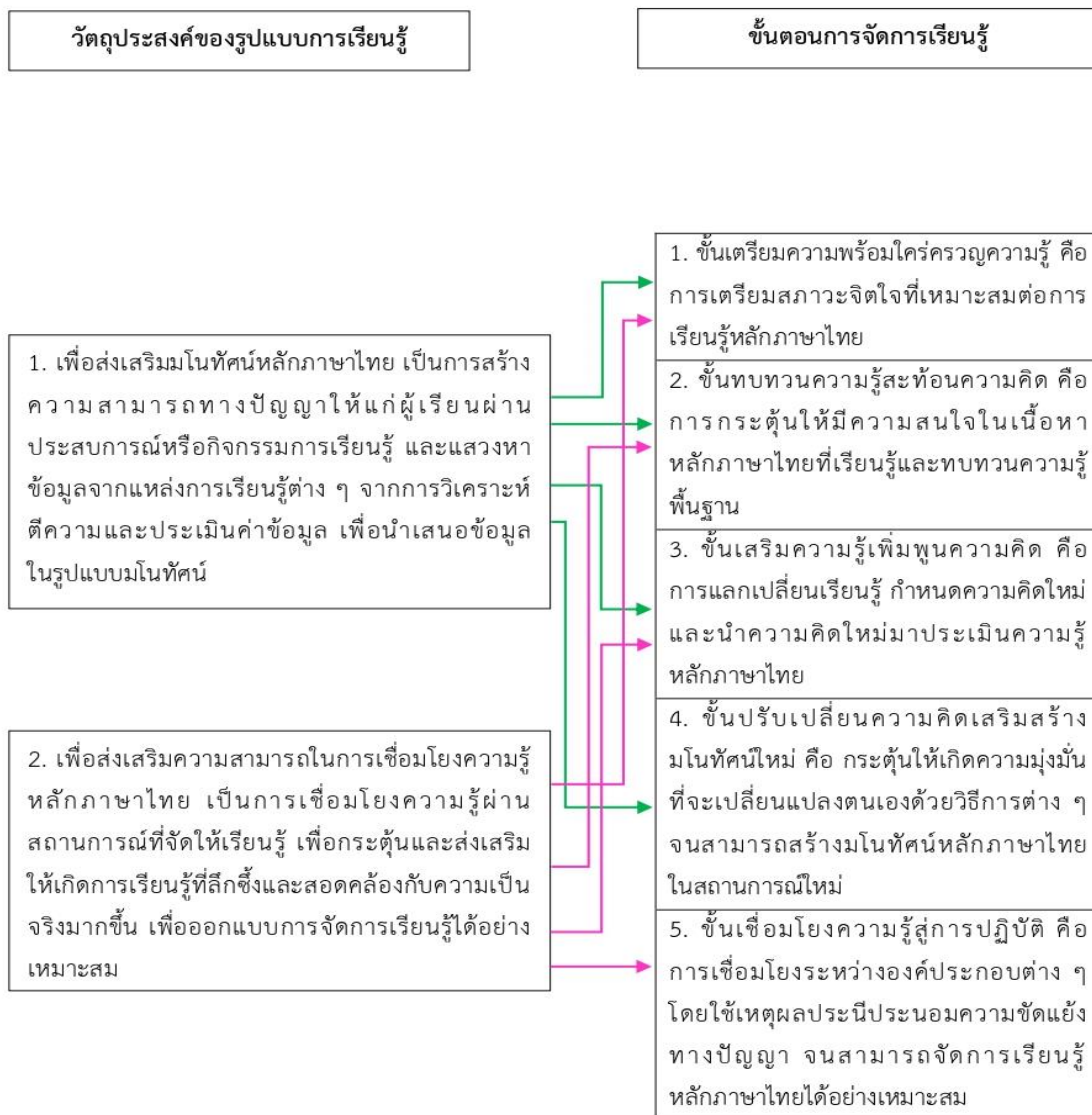 วัตถุประสงค์ของรูปแบบการเรียนรู้
ขั้นตอนการจัดการเรียนรู้
1. เพื่อส่งเสริมมโนทัศน์หลักภาษาไทย เป็นการสร้าง
ความสามารถทางปัญญาให้แก่ผู้เรียนผ่าน
ประสบการณ์หรือกิจกรรมการเรียนรู้ และแสวงหา
ข้อมูลจากแหล่งการเรียนรู้ต่าง ๆ จากการวิเคราะห์
ตีความและประเมินค่าข้อมูล เพื่อนำเสนอข้อมูล
ในรูปแบบมโนทัศน์
2. เพื่อส่งเสริมความสามารถในการเชื่อมโยงความรู้
หลักภาษาไทย เป็นการเชื่อมโยงความรู้ผ่าน
สถานการณ์ที่จัดให้เรียนรู้ เพื่อกระตุ้นและส่งเสริม
ให้เกิดการเรียนรู้ที่ลึกซึ้งและสอดคล้องกับความเป็น
จริงมากขึ้น เพื่อออกแบบการจัดการเรียนรู้ได้อย่าง
เหมาะสม
1. ขั้นเตรียมความพร้อมใคร่ครวญความรู้ คือ
การเตรียมสภาวะจิตใจที่เหมาะสมต่อการ
เรียนรู้หลักภาษาไทย
2. ขั้นทบทวนความรู้สะท้อนความคิด คือ
การกระตุ้นให้มีความสนใจในเนื้อหา
หลักภาษาไทยที่เรียนรู้และทบทวนความรู้
พื้นฐาน
3. ขั้นเสริมความรู้เพิ่มพูนความคิด คือ
การแลกเปลี่ยนเรียนรู้ กำหนดความคิดใหม่
และนำความคิดใหม่มาประเมินความรู้
หลักภาษาไทย
4. ขั้นปรับเปลี่ยนความคิดเสริมสร้าง
มโนทัศน์ใหม่ คือ กระตุ้นให้เกิดความมุ่งมั่น
ที่จะเปลี่ยนแปลงตนเองด้วยวิธีการต่าง ๆ
จนสามารถสร้างมโนทัศน์หลักภาษาไทย
ในสถานการณ์ใหม่
5. ขั้นเชื่อมโยงความรู้สู่การปฏิบัติ คือ
การเชื่อมโยงระหว่างองค์ประกอบต่าง ๆ
โดยใช้เหตุผลประนีประนอมความขัดแย้ง
ทางปัญญา จนสามารถจัดการเรียนรู้
หลักภาษาไทยได้อย่างเหมาะสม